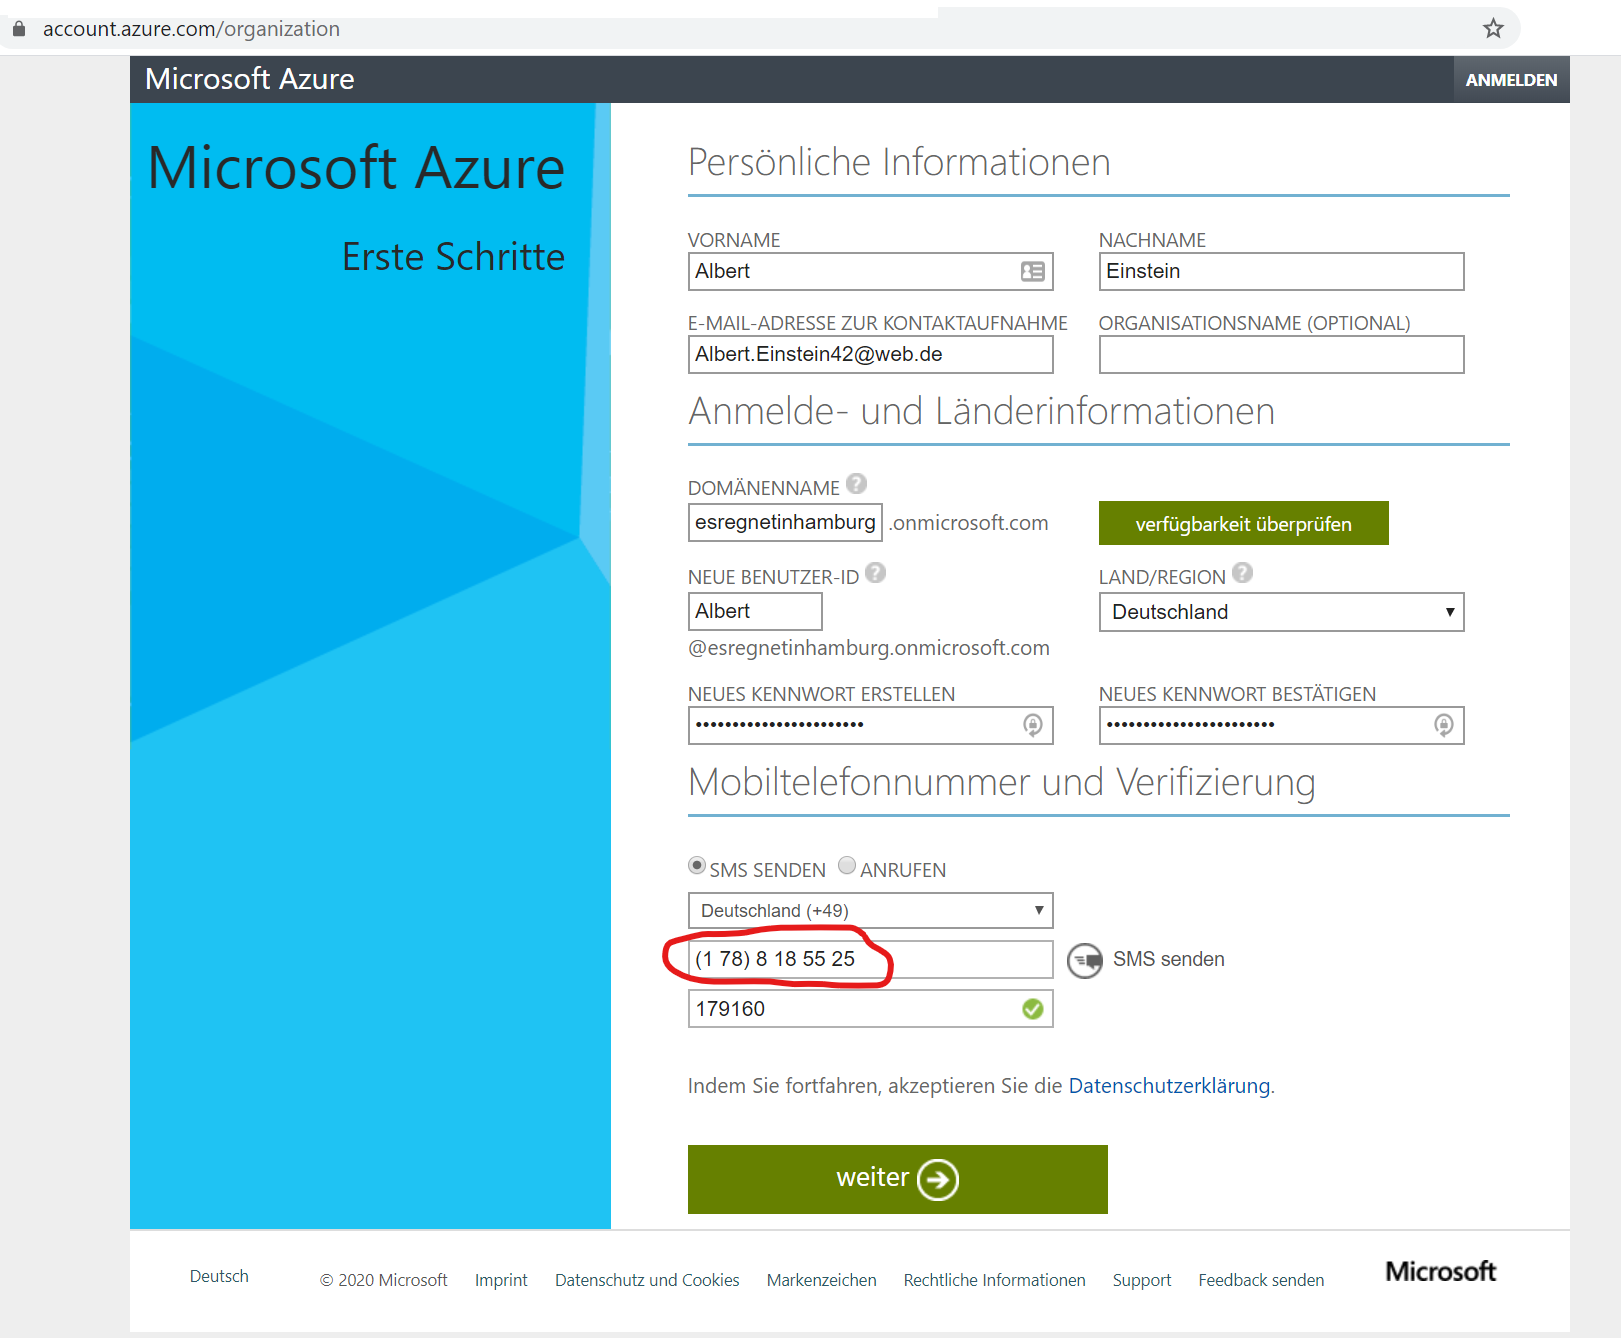 account.azure.com/organization
Microsoft Azure
ANMELDEN
Microsoft Azure
Erste Schritte
Persönliche Informationen
VORNAME NACHNAME
Albert Einstein
E-MAIL-ADRESSE ZUR KONTAKTAUFNAHME ORGANISATIONSNAME (OPTIONAL)
Albert.Einstein42@web.de
Anmelde- und Länderinformationen
DOMÄNENNAME ?
esregnetinhamburg .onmicrosoft.com verfügbarkeit überprüfen
NEUE BENUTZER-ID ? LAND/REGION ?
Albert Deutschland
@esregnetinhamburg.onmicrosoft.com
NEUES KENNWORT ERSTELLEN NEUES KENNWORT BESTÄTIGEN
Mobiltelefonnummer und Verifizierung
SMS SENDEN ANRUFEN
Deutschland (+49)
(1 78) 8 18 55 25 SMS senden
179160
Indem Sie fortfahren, akzeptieren Sie die Datenschutzerklärung.
weiter
Deutsch © 2020 Microsoft Imprint Datenschutz und Cookies Markenzeichen Rechtliche Informationen Support Feedback senden Microsoft